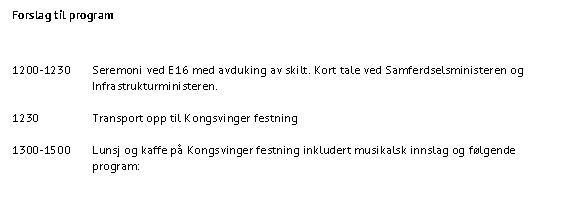 Forslag til program
1200-1230 Seremoni ved E16 med avduking av skilt. Kort tale ved Samferdselsministeren og
Infrastrukturministeren.
1230 Transport opp til Kongsvinger festning
1300-1500 Lunsj og kaffe på Kongsvinger festning inkludert musikalsk innslag og følgende
program: